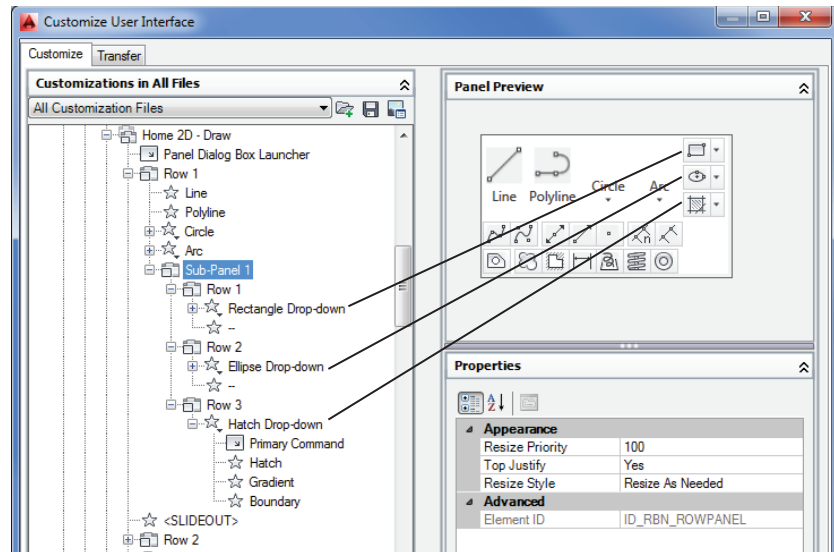 Customize User Interface
Customize
Transfer
Customizations in All Files
All Customization Files
Home 2D - Draw
Panel Dialog Box Launcher
Row 1
Line
Polyline
Circle
Arc
Sub-Panel 1
Row 1
Rectangle Drop-down
--
Row 2
Ellipse Drop-down
--
Row 3
Hatch Drop-down
Primary Command
Hatch
Gradient
Boundary
<SLIDEOUT>
Row 2
Panel Preview
Line
Polyline
Circle
Arc
Properties
Appearance
Resize Priority 100
Top Justify Yes
Resize Style Resize As Needed
Advanced
Element ID ID_RBN_ROWPANEL